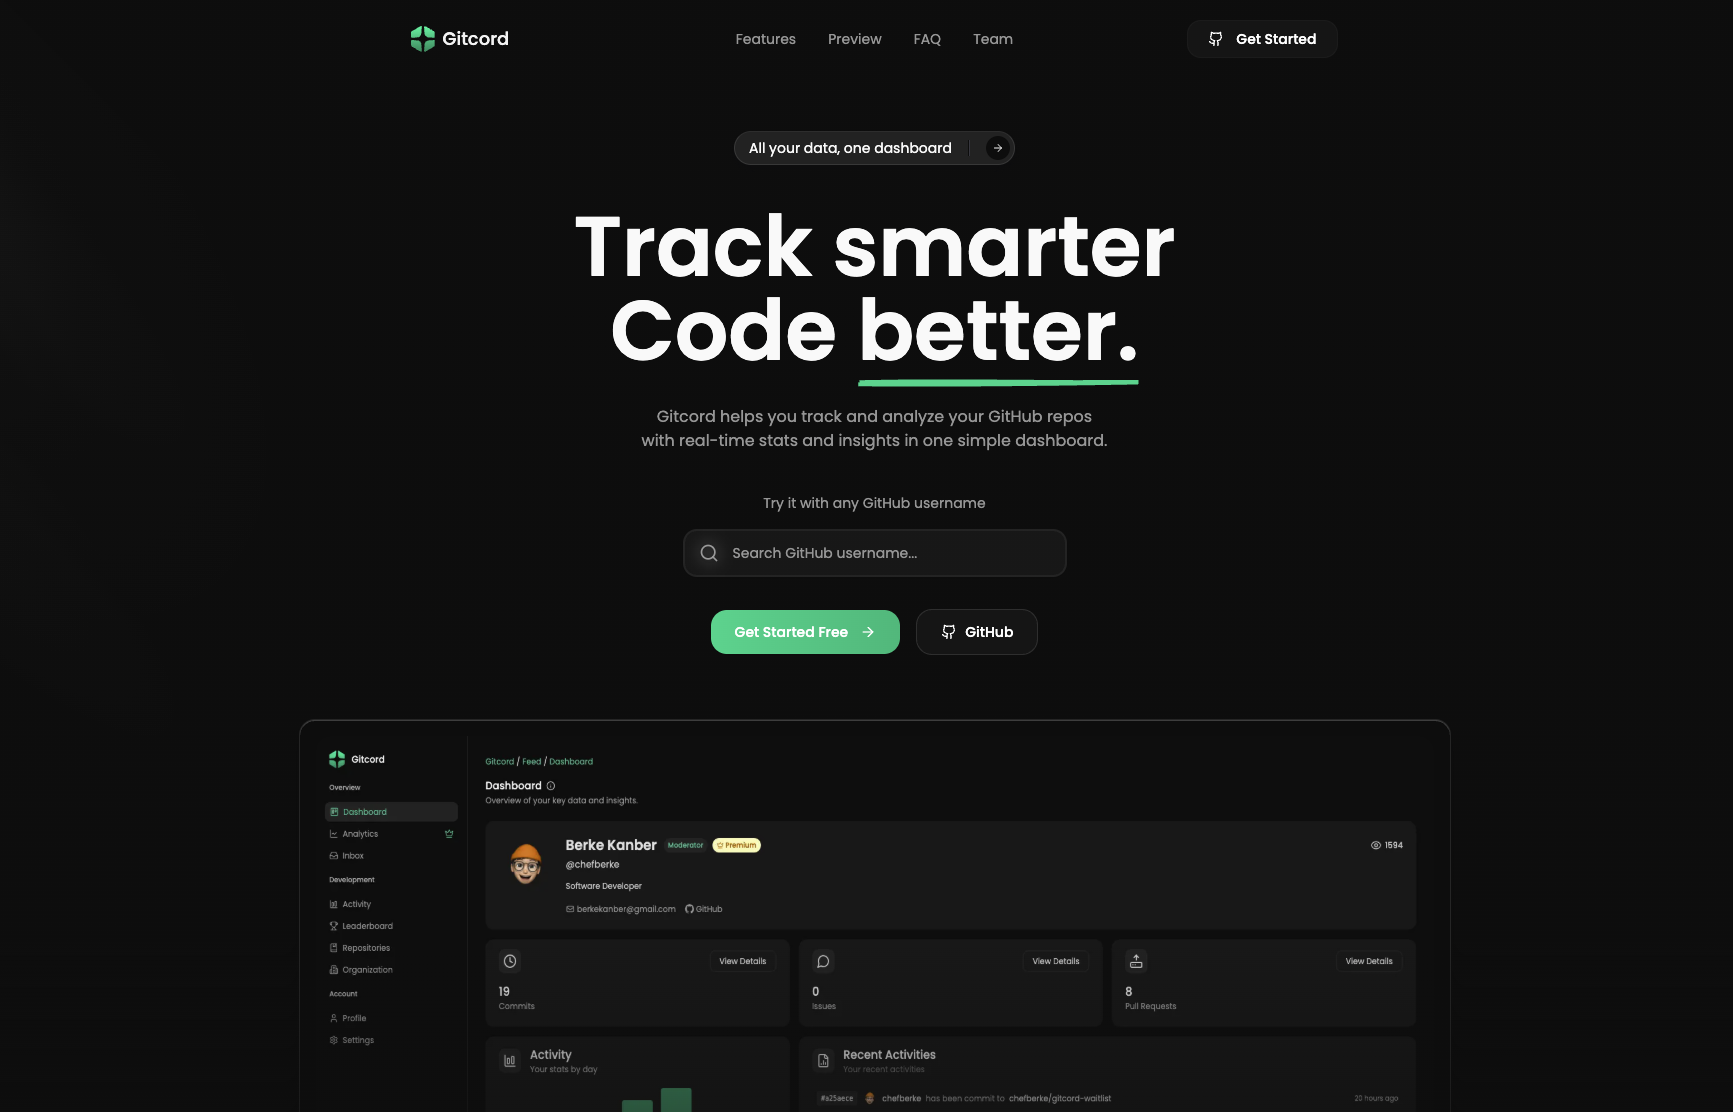 Gitcord
Features
Preview
FAQ
Team
Get Started
All your data, one dashboard
Track smarter
Code better.
Gitcord helps you track and analyze your GitHub repos
with real-time stats and insights in one simple dashboard.
Try it with any GitHub username
Search GitHub username...
Get Started Free
GitHub
Gitcord
Overview
Dashboard
Analytics
Inbox
Development
Activity
Leaderboard
Repositories
Organization
Account
Profile
Settings
Gitcord / Feed / Dashboard
Dashboard
Overview of your key data and insights.
Berke Kanber Moderator Premium
1594
@chefberke
Software Developer
berkekanber@gmail.com GitHub
View Details
19
Commits
View Details
0
Issues
View Details
8
Pull Requests
Activity
Your stats by day
Recent Activities
Your recent activities
#a25aece chefberke has been commit to chefberke/gitcord-waitlist 20 hours ago